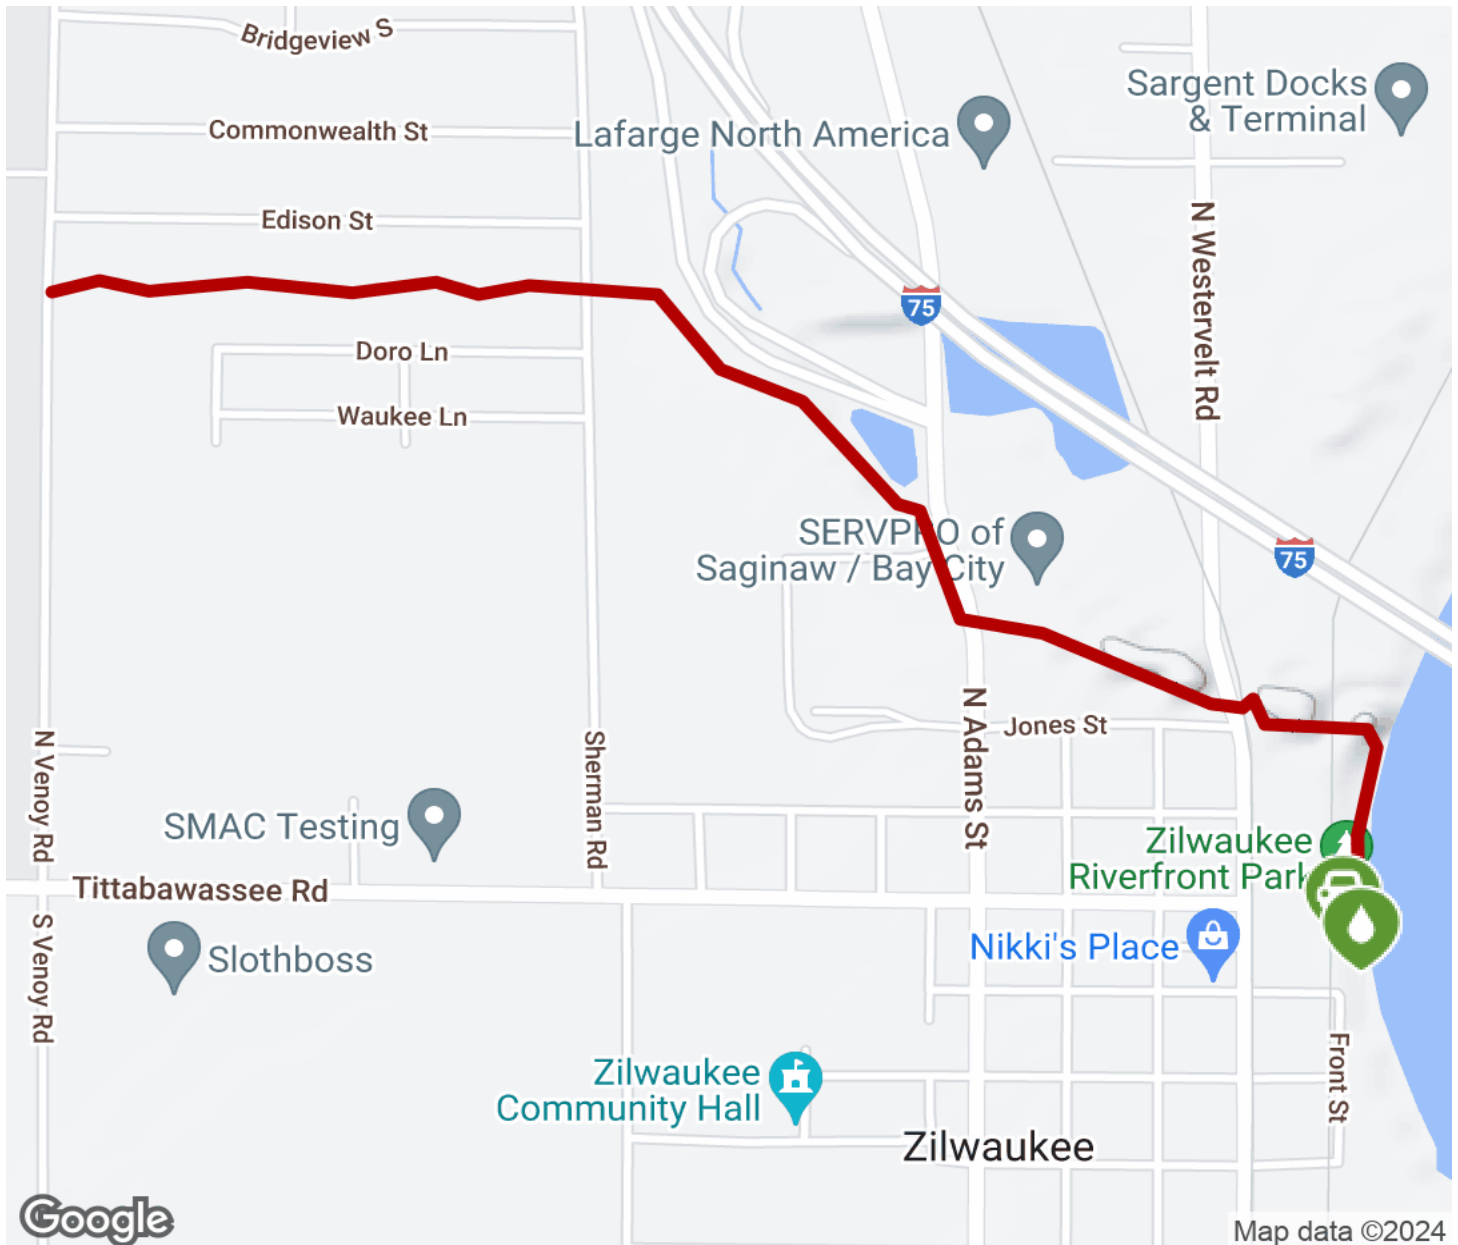 Bridgeview S
Commonwealth St
Lafarge North America
Sargent Docks
& Terminal
Edison St
N Westervelt Rd
75
Doro Ln
Waukee Ln
SERVPRO of
Saginaw / Bay City
75
N Adams St
Jones St
N Venoy Rd
Sherman Rd
SMAC Testing
Zilwaukee
Riverfront Park
Tittabawassee Rd
S Venoy Rd
Slothboss
Nikki's Place
Front St
Zilwaukee
Community Hall
Zilwaukee
Google
Map data ©2024